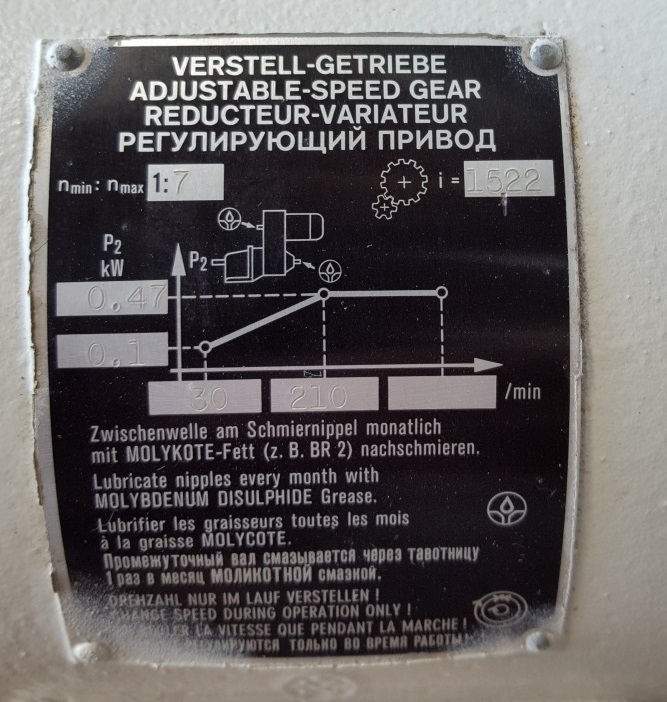 VERSTELL-GETRIEBE
ADJUSTABLE-SPEED GEAR
REDUCTEUR-VARIATEUR
РЕГУЛИРУЮЩИЙ ПРИВОД
nmin: nmax 1:7
i = 1522
P2
kW
P2
0,47
0,1
30 210 /min
Zwischenwelle am Schmiernippel monatlich
mit MOLYKOTE-Fett (z. B. BR 2) nachschmieren.
Lubricate nipples every month with
MOLYBDENUM DISULPHIDE Grease.
Lubrifier les graisseurs toutes les mois
à la graisse MOLYCOTE.
Промежуточный вал смазывается через тавотницу
1 раз в месяц МОЛИКОТНОЙ смазкой.
DREHZAHL NUR IM LAUF VERSTELLEN !
CHANGE SPEED DURING OPERATION ONLY !
LA VITESSE QUE PENDANT LA MARCHE !
ТОЛЬКО ВО ВРЕМЯ РАБОТЫ!